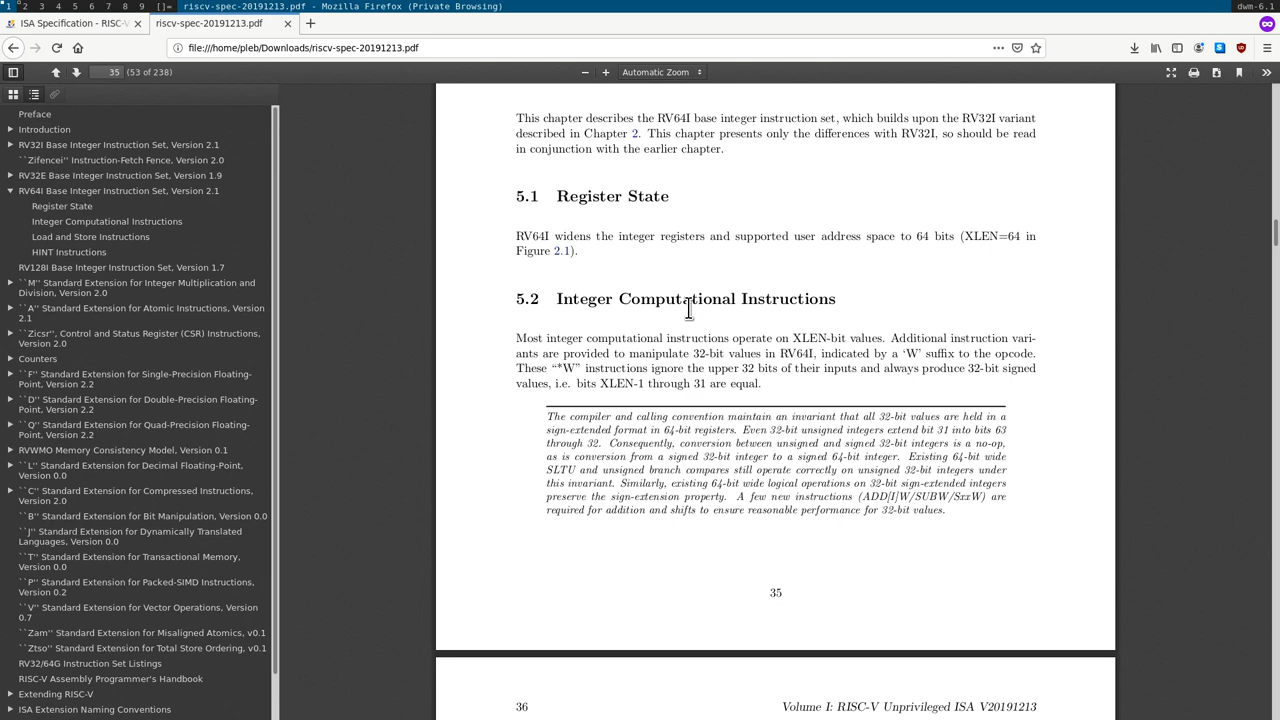 1 2 3 4 5 6 7 8 9 []= riscv-spec-20191213.pdf - Mozilla Firefox (Private Browsing) dwm-6.1
ISA Specification - RISC-V
riscv-spec-20191213.pdf
file:///home/pleb/Downloads/riscv-spec-20191213.pdf
35 (53 of 238)
Automatic Zoom
Preface
Introduction
RV32I Base Integer Instruction Set, Version 2.1
``Zifencei'' Instruction-Fetch Fence, Version 2.0
RV32E Base Integer Instruction Set, Version 1.9
RV64I Base Integer Instruction Set, Version 2.1
Register State
Integer Computational Instructions
Load and Store Instructions
HINT Instructions
RV128I Base Integer Instruction Set, Version 1.7
``M'' Standard Extension for Integer Multiplication and
Division, Version 2.0
``A'' Standard Extension for Atomic Instructions, Version
2.1
``Zicsr'', Control and Status Register (CSR) Instructions,
Version 2.0
Counters
``F'' Standard Extension for Single-Precision Floating-
Point, Version 2.2
``D'' Standard Extension for Double-Precision Floating-
Point, Version 2.2
``Q'' Standard Extension for Quad-Precision Floating-
Point, Version 2.2
RVWMO Memory Consistency Model, Version 0.1
``L'' Standard Extension for Decimal Floating-Point,
Version 0.0
``C'' Standard Extension for Compressed Instructions,
Version 2.0
``B'' Standard Extension for Bit Manipulation, Version 0.0
``J'' Standard Extension for Dynamically Translated
Languages, Version 0.0
``T'' Standard Extension for Transactional Memory,
Version 0.0
``P'' Standard Extension for Packed-SIMD Instructions,
Version 0.2
``V'' Standard Extension for Vector Operations, Version
0.7
``Zam'' Standard Extension for Misaligned Atomics, v0.1
``Ztso'' Standard Extension for Total Store Ordering, v0.1
RV32/64G Instruction Set Listings
RISC-V Assembly Programmer's Handbook
Extending RISC-V
ISA Extension Naming Conventions
This chapter describes the RV64I base integer instruction set, which builds upon the RV32I variant
described in Chapter 2. This chapter presents only the differences with RV32I, so should be read
in conjunction with the earlier chapter.
5.1 Register State
RV64I widens the integer registers and supported user address space to 64 bits (XLEN=64 in
Figure 2.1).
5.2 Integer Computational Instructions
Most integer computational instructions operate on XLEN-bit values. Additional instruction vari-
ants are provided to manipulate 32-bit values in RV64I, indicated by a ‘W’ suffix to the opcode.
These “*W” instructions ignore the upper 32 bits of their inputs and always produce 32-bit signed
values, i.e. bits XLEN-1 through 31 are equal.
The compiler and calling convention maintain an invariant that all 32-bit values are held in a
sign-extended format in 64-bit registers. Even 32-bit unsigned integers extend bit 31 into bits 63
through 32. Consequently, conversion between unsigned and signed 32-bit integers is a no-op,
as is conversion from a signed 32-bit integer to a signed 64-bit integer. Existing 64-bit wide
SLTU and unsigned branch compares still operate correctly on unsigned 32-bit integers under
this invariant. Similarly, existing 64-bit wide logical operations on 32-bit sign-extended integers
preserve the sign-extension property. A few new instructions (ADD[I]W/SUBW/SxxW) are
required for addition and shifts to ensure reasonable performance for 32-bit values.
35
36 Volume I: RISC-V Unprivileged ISA V20191213